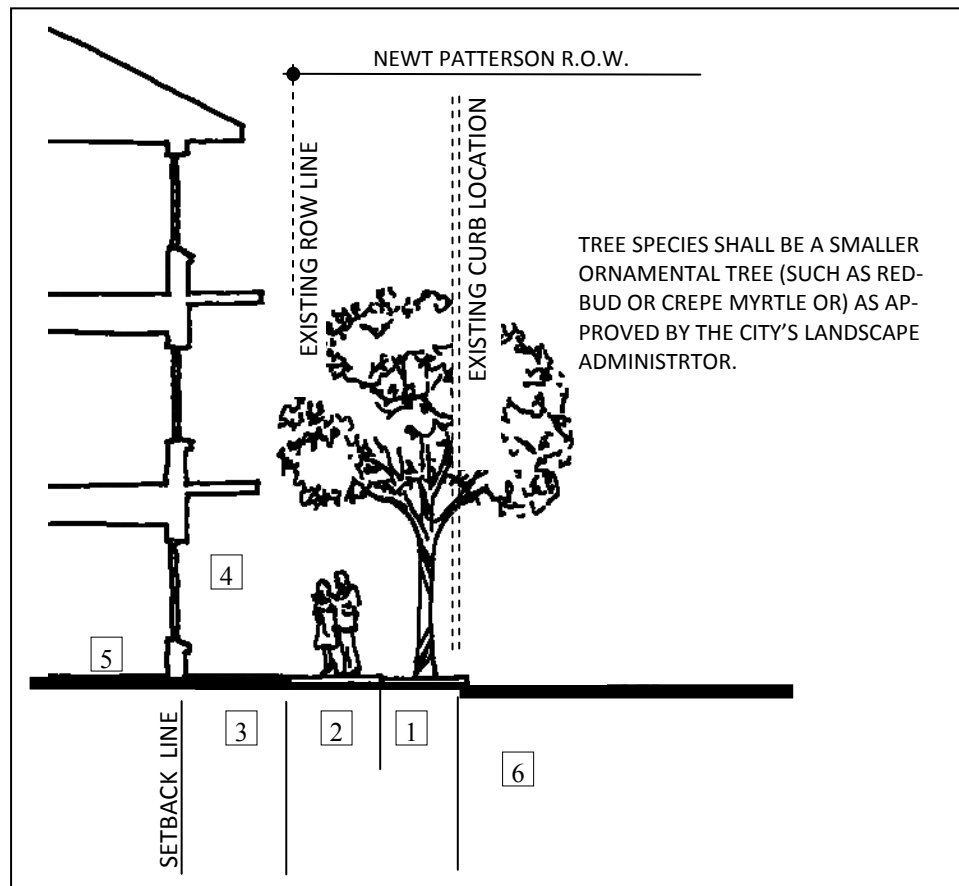 NEWT PATTERSON R.O.W.
EXISTING ROW LINE
EXISTING CURB LOCATION
TREE SPECIES SHALL BE A SMALLER
ORNAMENTAL TREE (SUCH AS RED-
BUD OR CREPE MYRTLE OR) AS AP-
PROVED BY THE CITY'S LANDSCAPE
ADMINISTRTOR.
4
5
3
2
1
6
SETBACK LINE